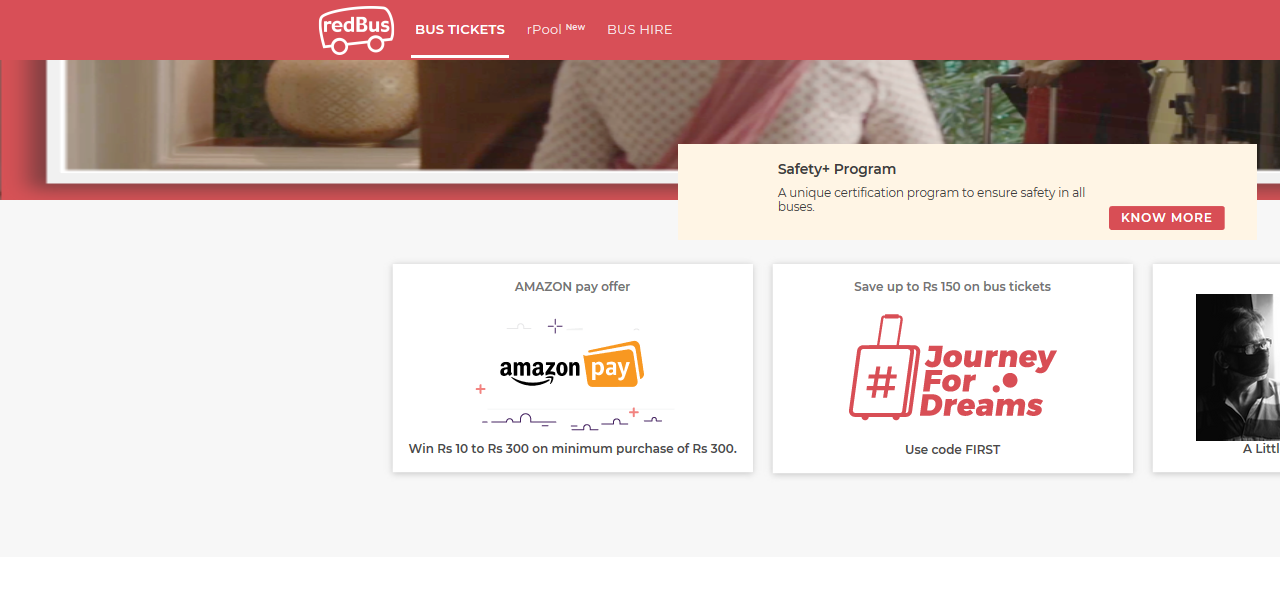 redBus
BUS TICKETS
rPool New
BUS HIRE
Safety+ Program
A unique certification program to ensure safety in all
buses.
KNOW MORE
AMAZON pay offer
amazon pay
Win Rs 10 to Rs 300 on minimum purchase of Rs 300.
Save up to Rs 150 on bus tickets
# Journey
For
Dreams
Use code FIRST
A Littl